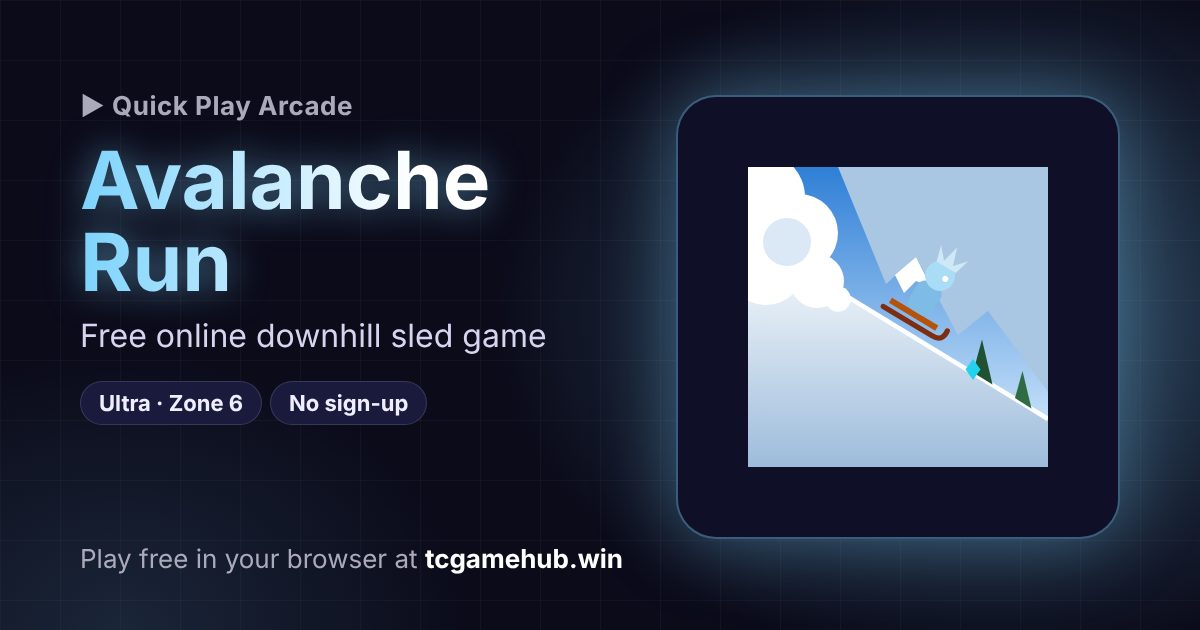 ▶ Quick Play Arcade
Avalanche
Run
Free online downhill sled game
Ultra · Zone 6
No sign-up
Play free in your browser at tcgamehub.win